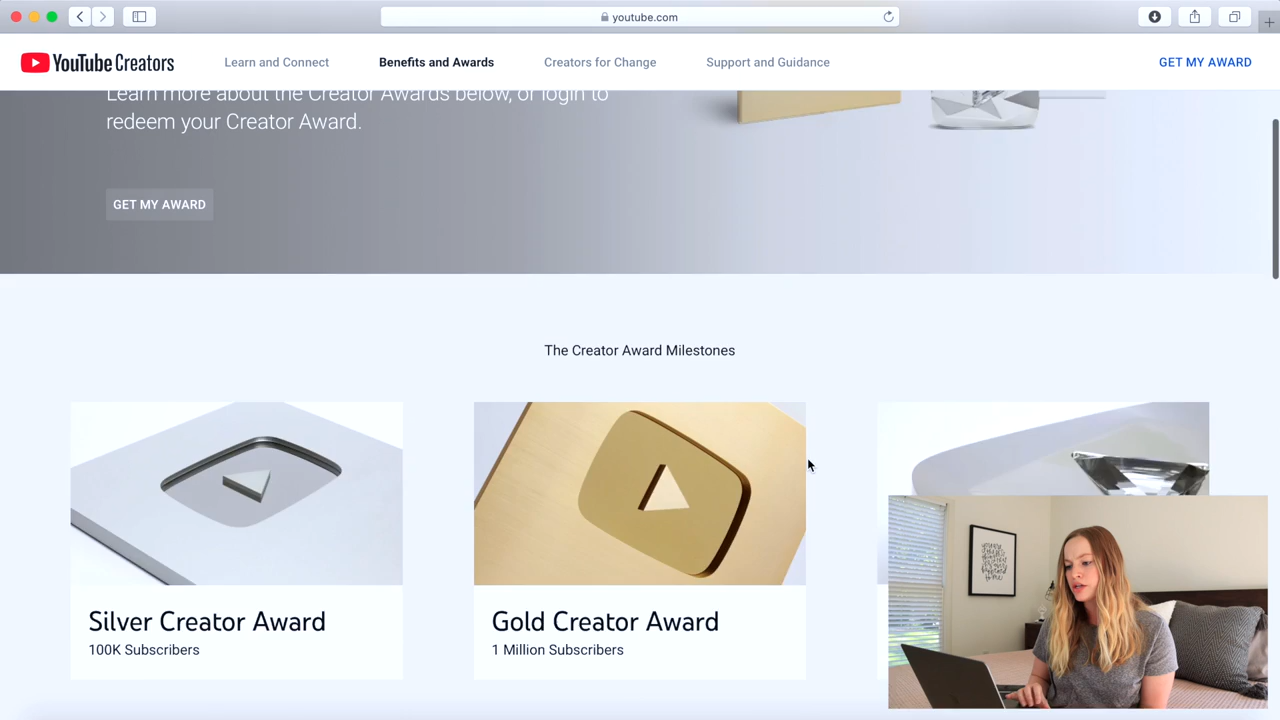 youtube.com
YouTube Creators
Learn and Connect
Benefits and Awards
Creators for Change
Support and Guidance
GET MY AWARD
Learn more about the Creator Awards below, or login to
redeem your Creator Award.
GET MY AWARD
The Creator Award Milestones
Silver Creator Award
100K Subscribers
Gold Creator Award
1 Million Subscribers